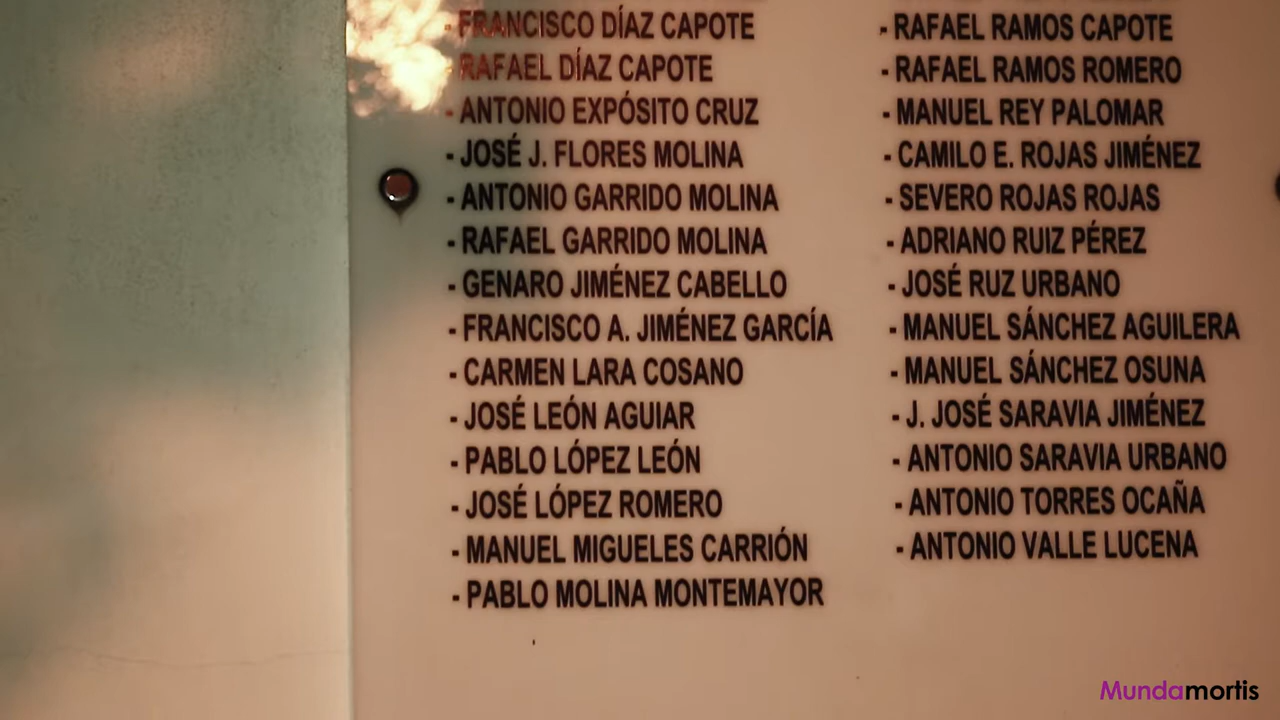 - FRANCISCO DÍAZ CAPOTE
- RAFAEL DÍAZ CAPOTE
- ANTONIO EXPÓSITO CRUZ
- JOSÉ J. FLORES MOLINA
- ANTONIO GARRIDO MOLINA
- RAFAEL GARRIDO MOLINA
- GENARO JIMÉNEZ CABELLO
- FRANCISCO A. JIMÉNEZ GARCÍA
- CARMEN LARA COSANO
- JOSÉ LEÓN AGUIAR
- PABLO LÓPEZ LEÓN
- JOSÉ LÓPEZ ROMERO
- MANUEL MIGUELES CARRIÓN
- PABLO MOLINA MONTEMAYOR
- RAFAEL RAMOS CAPOTE
- RAFAEL RAMOS ROMERO
- MANUEL REY PALOMAR
- CAMILO E. ROJAS JIMÉNEZ
- SEVERO ROJAS ROJAS
- ADRIANO RUIZ PÉREZ
- JOSÉ RUZ URBANO
- MANUEL SÁNCHEZ AGUILERA
- MANUEL SÁNCHEZ OSUNA
- J. JOSÉ SARAVIA JIMÉNEZ
- ANTONIO SARAVIA URBANO
- ANTONIO TORRES OCAÑA
- ANTONIO VALLE LUCENA
Mundamortis